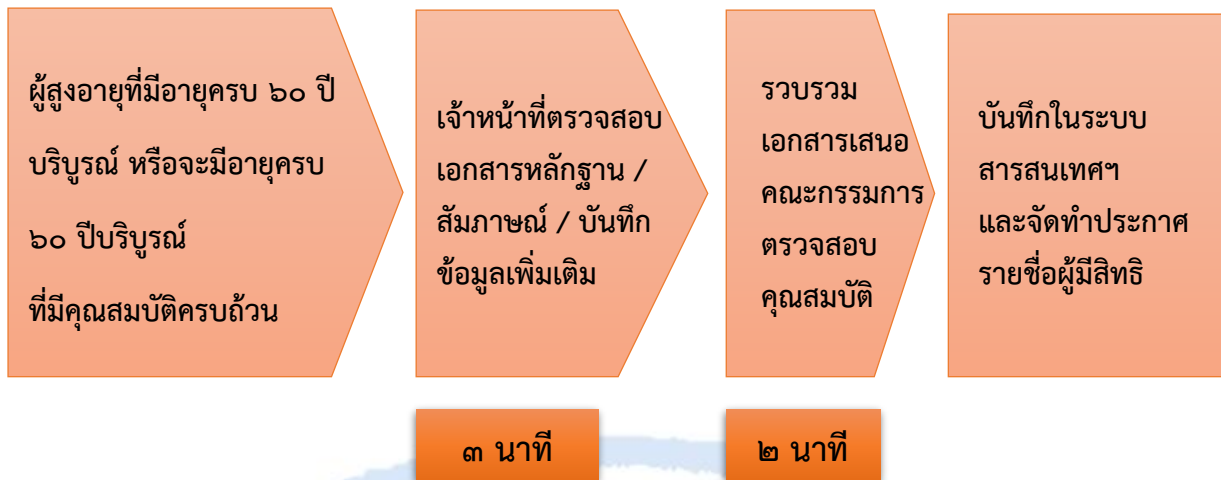 ผู้สูงอายุที่มีอายุครบ ๖๐ ปี
บริบูรณ์ หรือจะมีอายุครบ
๖๐ ปีบริบูรณ์
ที่มีคุณสมบัติครบถ้วน
เจ้าหน้าที่ตรวจสอบ
เอกสารหลักฐาน /
สัมภาษณ์ / บันทึก
ข้อมูลเพิ่มเติม
รวบรวม
เอกสารเสนอ
คณะกรรมการ
ตรวจสอบ
คุณสมบัติ
บันทึกในระบบ
สารสนเทศฯ
และจัดทำประกาศ
รายชื่อผู้มีสิทธิ
๓ นาที
๒ นาที